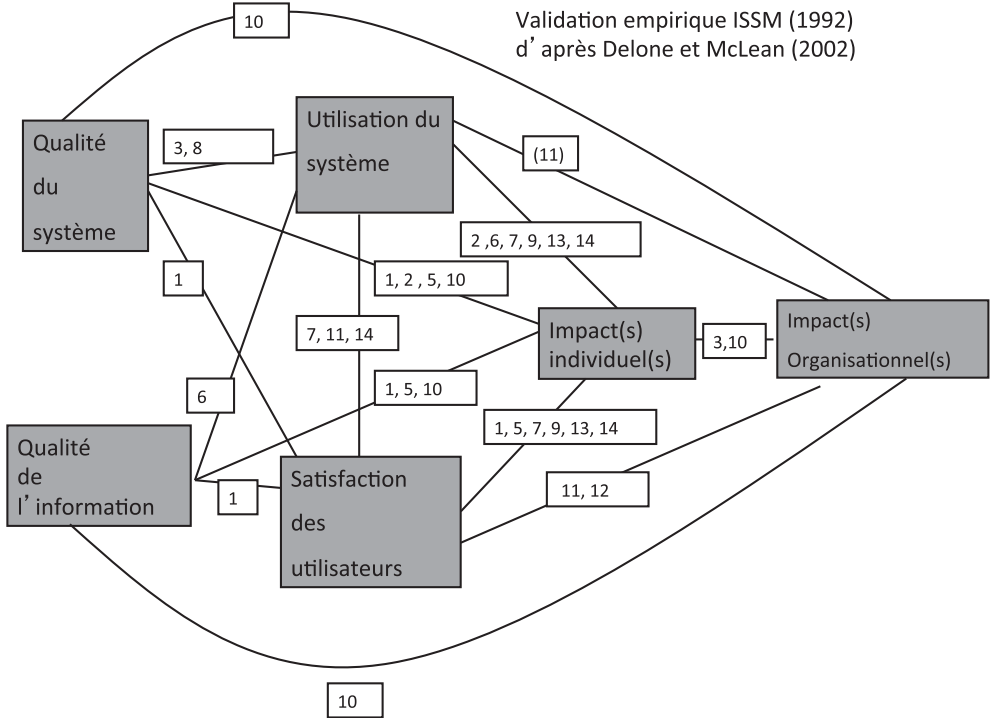 10
Validation empirique ISSM (1992)
d’ après Delone et McLean (2002)
Qualité
du
système
3, 8
Utilisation du
système
(11)
2 ,6, 7, 9, 13, 14
1
1, 2 , 5, 10
7, 11, 14
Impact(s)
individuel(s)
3,10
Impact(s)
Organisationnel(s)
6
1, 5, 10
1, 5, 7, 9, 13, 14
Qualité
de
l’ information
1
Satisfaction
des
utilisateurs
11, 12
10